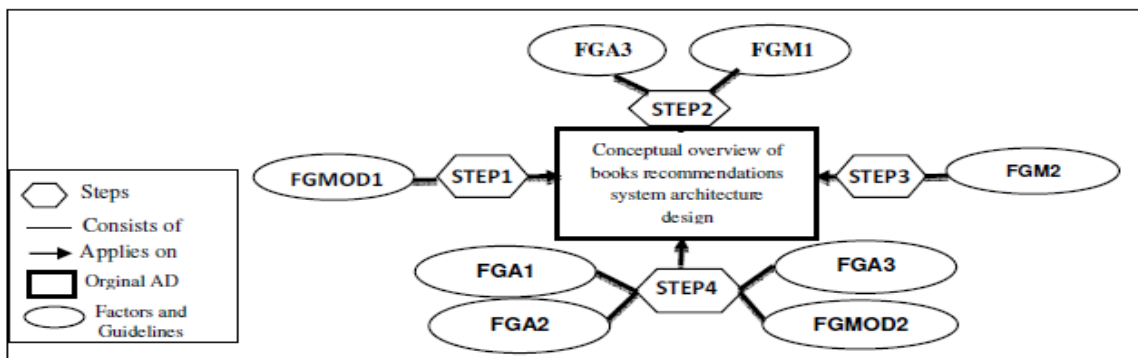 FGA3
FGM1
STEP2
Conceptual overview of
books recommendations
system architecture
design
FGMOD1
STEP1
STEP3
FGM2
Steps
Consists of
Applies on
Orginal AD
Factors and
Guidelines
FGA1
FGA2
STEP4
FGA3
FGMOD2